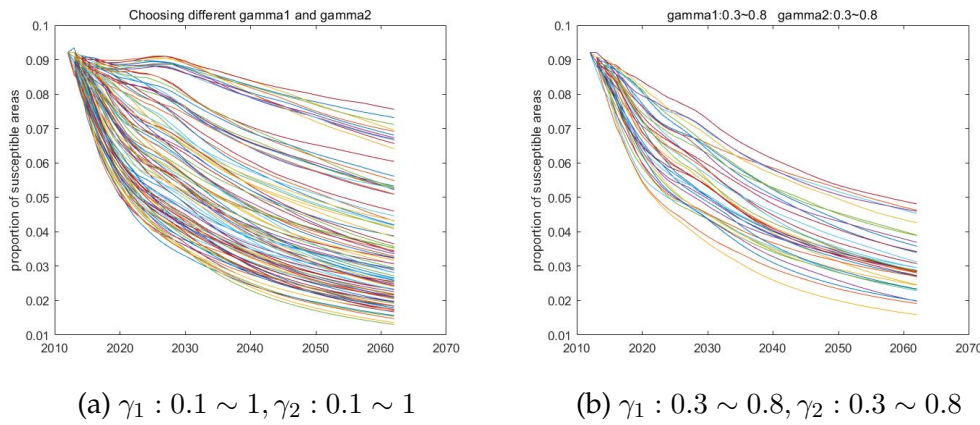 Choosing different gamma1 and gamma2
0.1
0.09
0.08
0.07
0.06
0.05
0.04
0.03
0.02
0.01
proportion of susceptible areas
2010 2020 2030 2040 2050 2060 2070
(a) γ₁ : 0.1 ∼ 1, γ₂ : 0.1 ∼ 1
gamma1:0.3~0.8 gamma2:0.3~0.8
0.1
0.09
0.08
0.07
0.06
0.05
0.04
0.03
0.02
0.01
proportion of susceptible areas
2010 2020 2030 2040 2050 2060 2070
(b) γ₁ : 0.3 ∼ 0.8, γ₂ : 0.3 ∼ 0.8